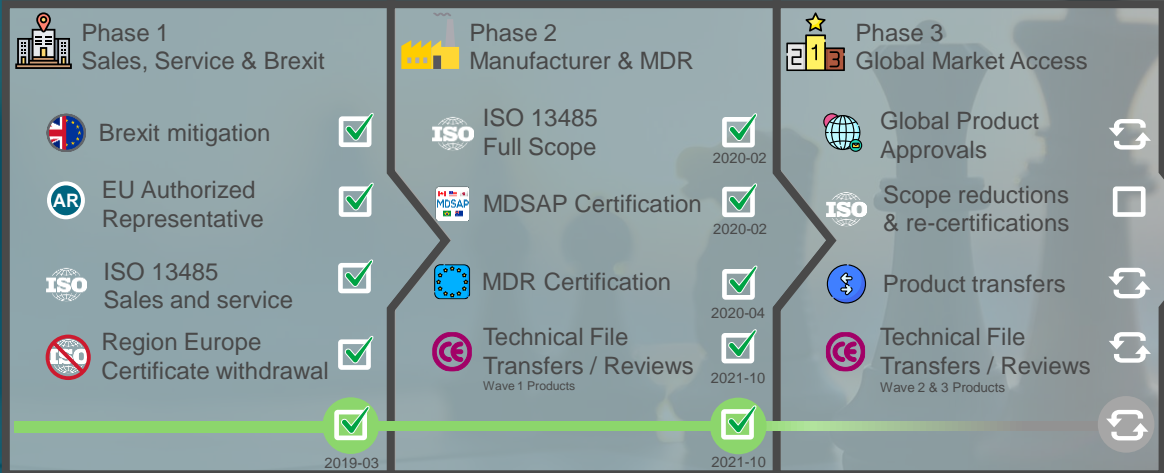 Phase 1
Sales, Service & Brexit
Brexit mitigation
AR
EU Authorized
Representative
ISO
ISO 13485
Sales and service
ISO
Region Europe
Certificate withdrawal
2019-03
Phase 2
Manufacturer & MDR
ISO
ISO 13485
Full Scope
2020-02
MDSAP
MDSAP Certification
2020-02
MDR Certification
2020-04
CE
Technical File
Transfers / Reviews
Wave 1 Products
2021-10
2021-10
2 1 3
Phase 3
Global Market Access
Global Product
Approvals
ISO
Scope reductions
& re-certifications
Product transfers
CE
Technical File
Transfers / Reviews
Wave 2 & 3 Products